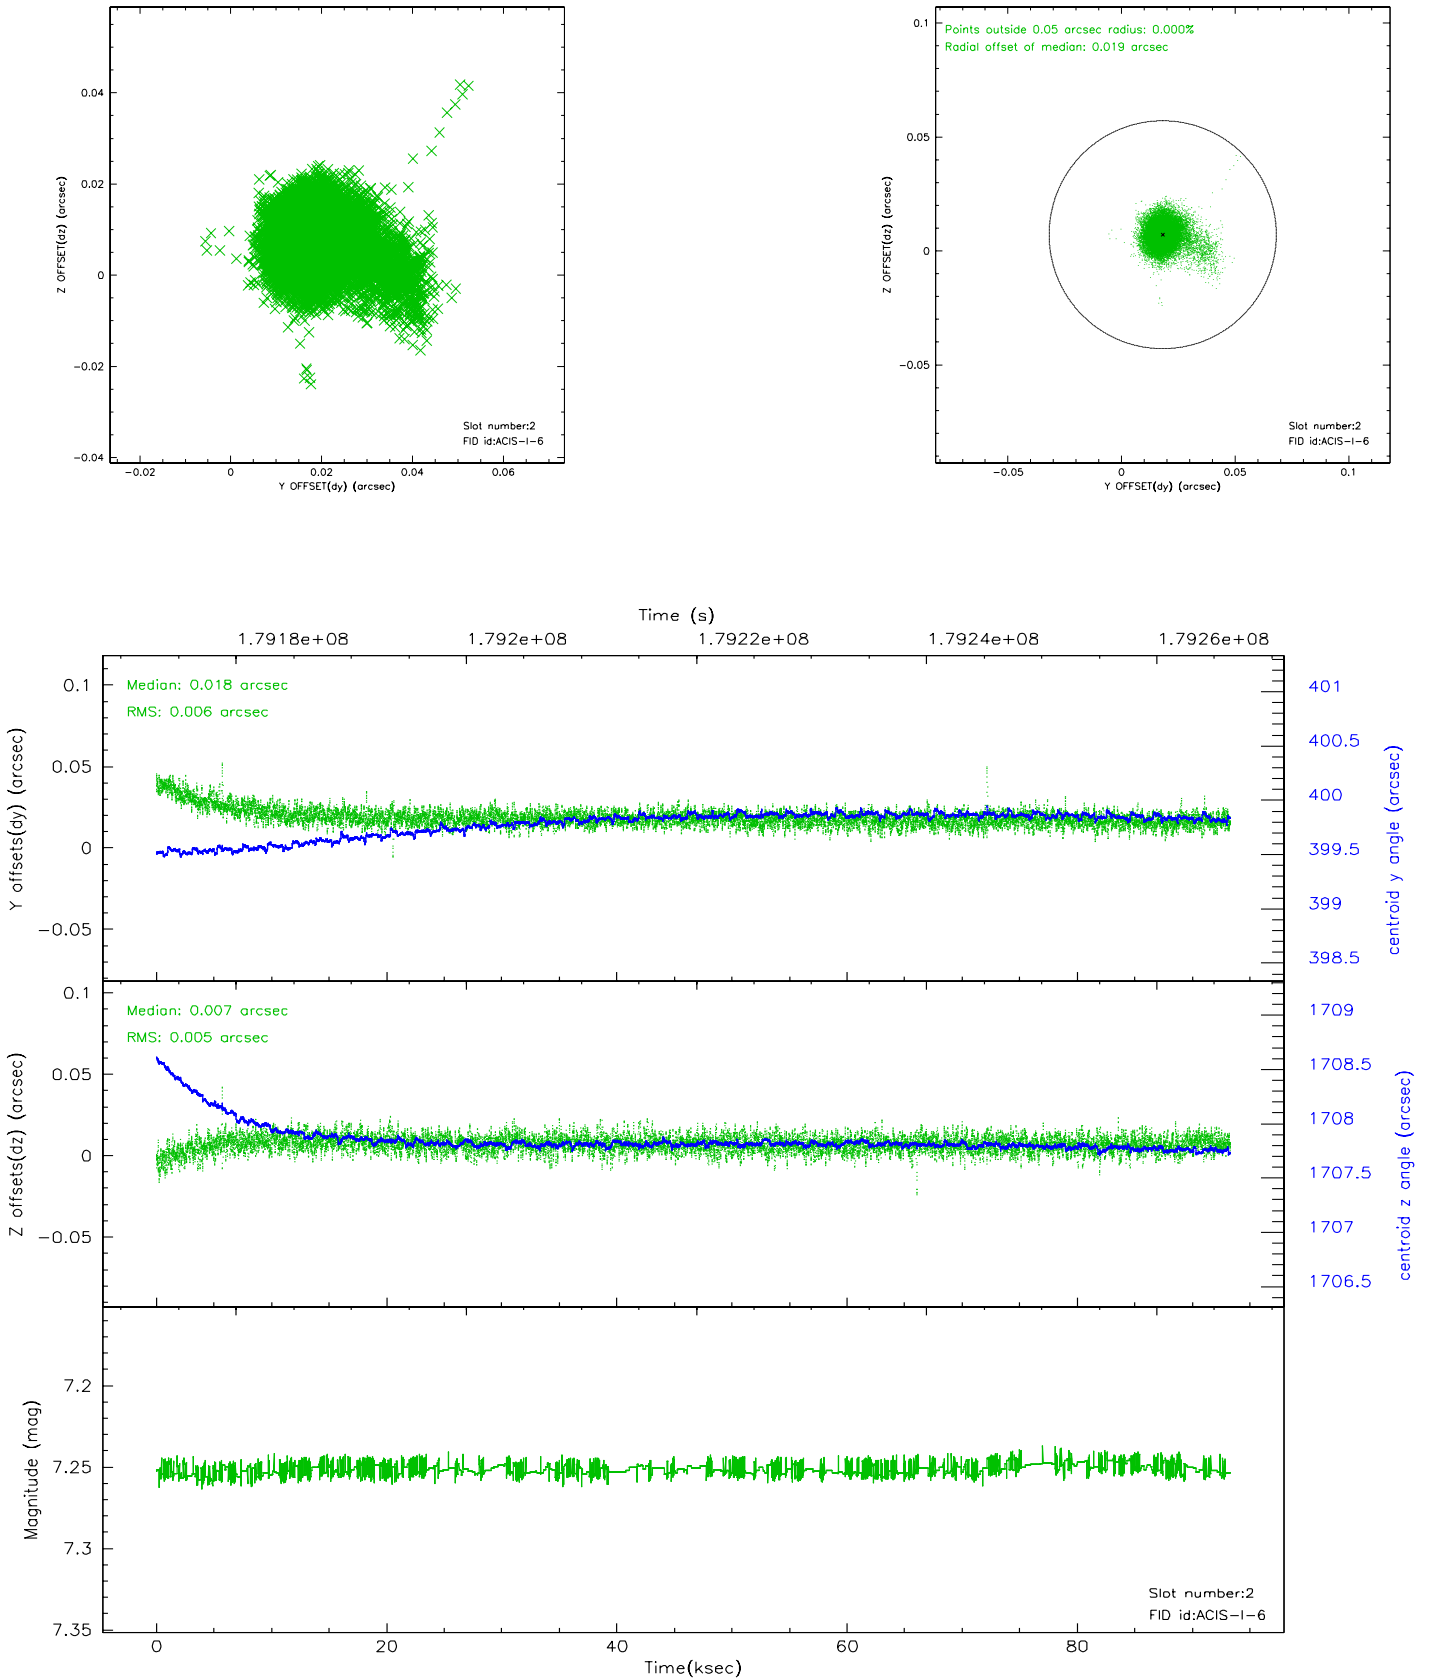 0.04
0.02
0
−0.02
−0.04
Z OFFSET(dz) (arcsec)
Slot number:2
FID id:ACIS−I−6
−0.02 0 0.02 0.04 0.06
Y OFFSET(dy) (arcsec)
Points outside 0.05 arcsec radius: 0.000%
Radial offset of median: 0.019 arcsec
0.1
0.05
0
−0.05
Z OFFSET(dz) (arcsec)
Slot number:2
FID id:ACIS−I−6
−0.05 0 0.05 0.1
Y OFFSET(dy) (arcsec)
Time (s)
1.7918e+08 1.792e+08 1.7922e+08 1.7924e+08 1.7926e+08
Median: 0.018 arcsec
RMS: 0.006 arcsec
0.1
0.05
0
−0.05
Y offsets(dy) (arcsec)
401
400.5
400
399.5
399
398.5
centroid y angle (arcsec)
Median: 0.007 arcsec
RMS: 0.005 arcsec
0.1
0.05
0
−0.05
Z offsets(dz) (arcsec)
1709
1708.5
1708
1707.5
1707
1706.5
centroid z angle (arcsec)
7.2
7.25
7.3
7.35
Magnitude (mag)
Slot number:2
FID id:ACIS−I−6
0 20 40 60 80
Time(ksec)